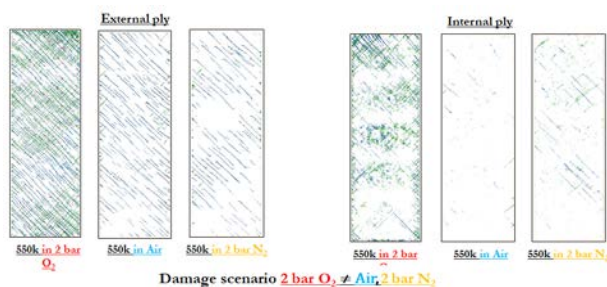 External ply
Internal ply
550k in 2 bar
O₂
550k in Air
550k in 2 bar N₂
550k in 2 bar
550k in Air
550k in 2 bar N
Damage scenario 2 bar O₂ ≠ Air, 2 bar N₂